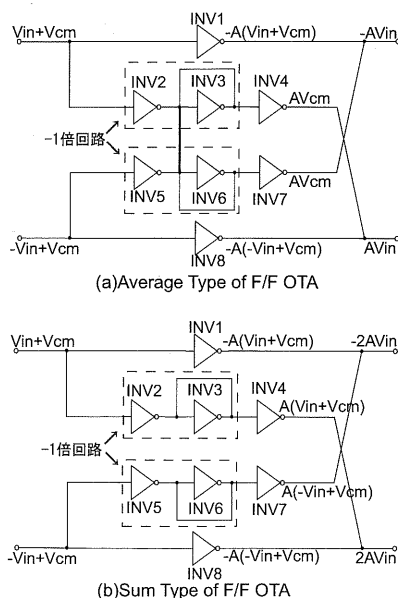 INV1
Vin+Vcm
-A(Vin+Vcm)
-AVin
INV2
INV3
INV4
AVcm
-1倍回路
INV5
INV6
INV7
AVcm
-Vin+Vcm
INV8
-A(-Vin+Vcm)
AVin
(a)Average Type of F/F OTA
INV1
Vin+Vcm
-A(Vin+Vcm)
-2AVin
INV2
INV3
INV4
A(Vin+Vcm)
-1倍回路
INV5
INV6
INV7
A(-Vin+Vcm)
-Vin+Vcm
INV8
-A(-Vin+Vcm)
2AVin
(b)Sum Type of F/F OTA